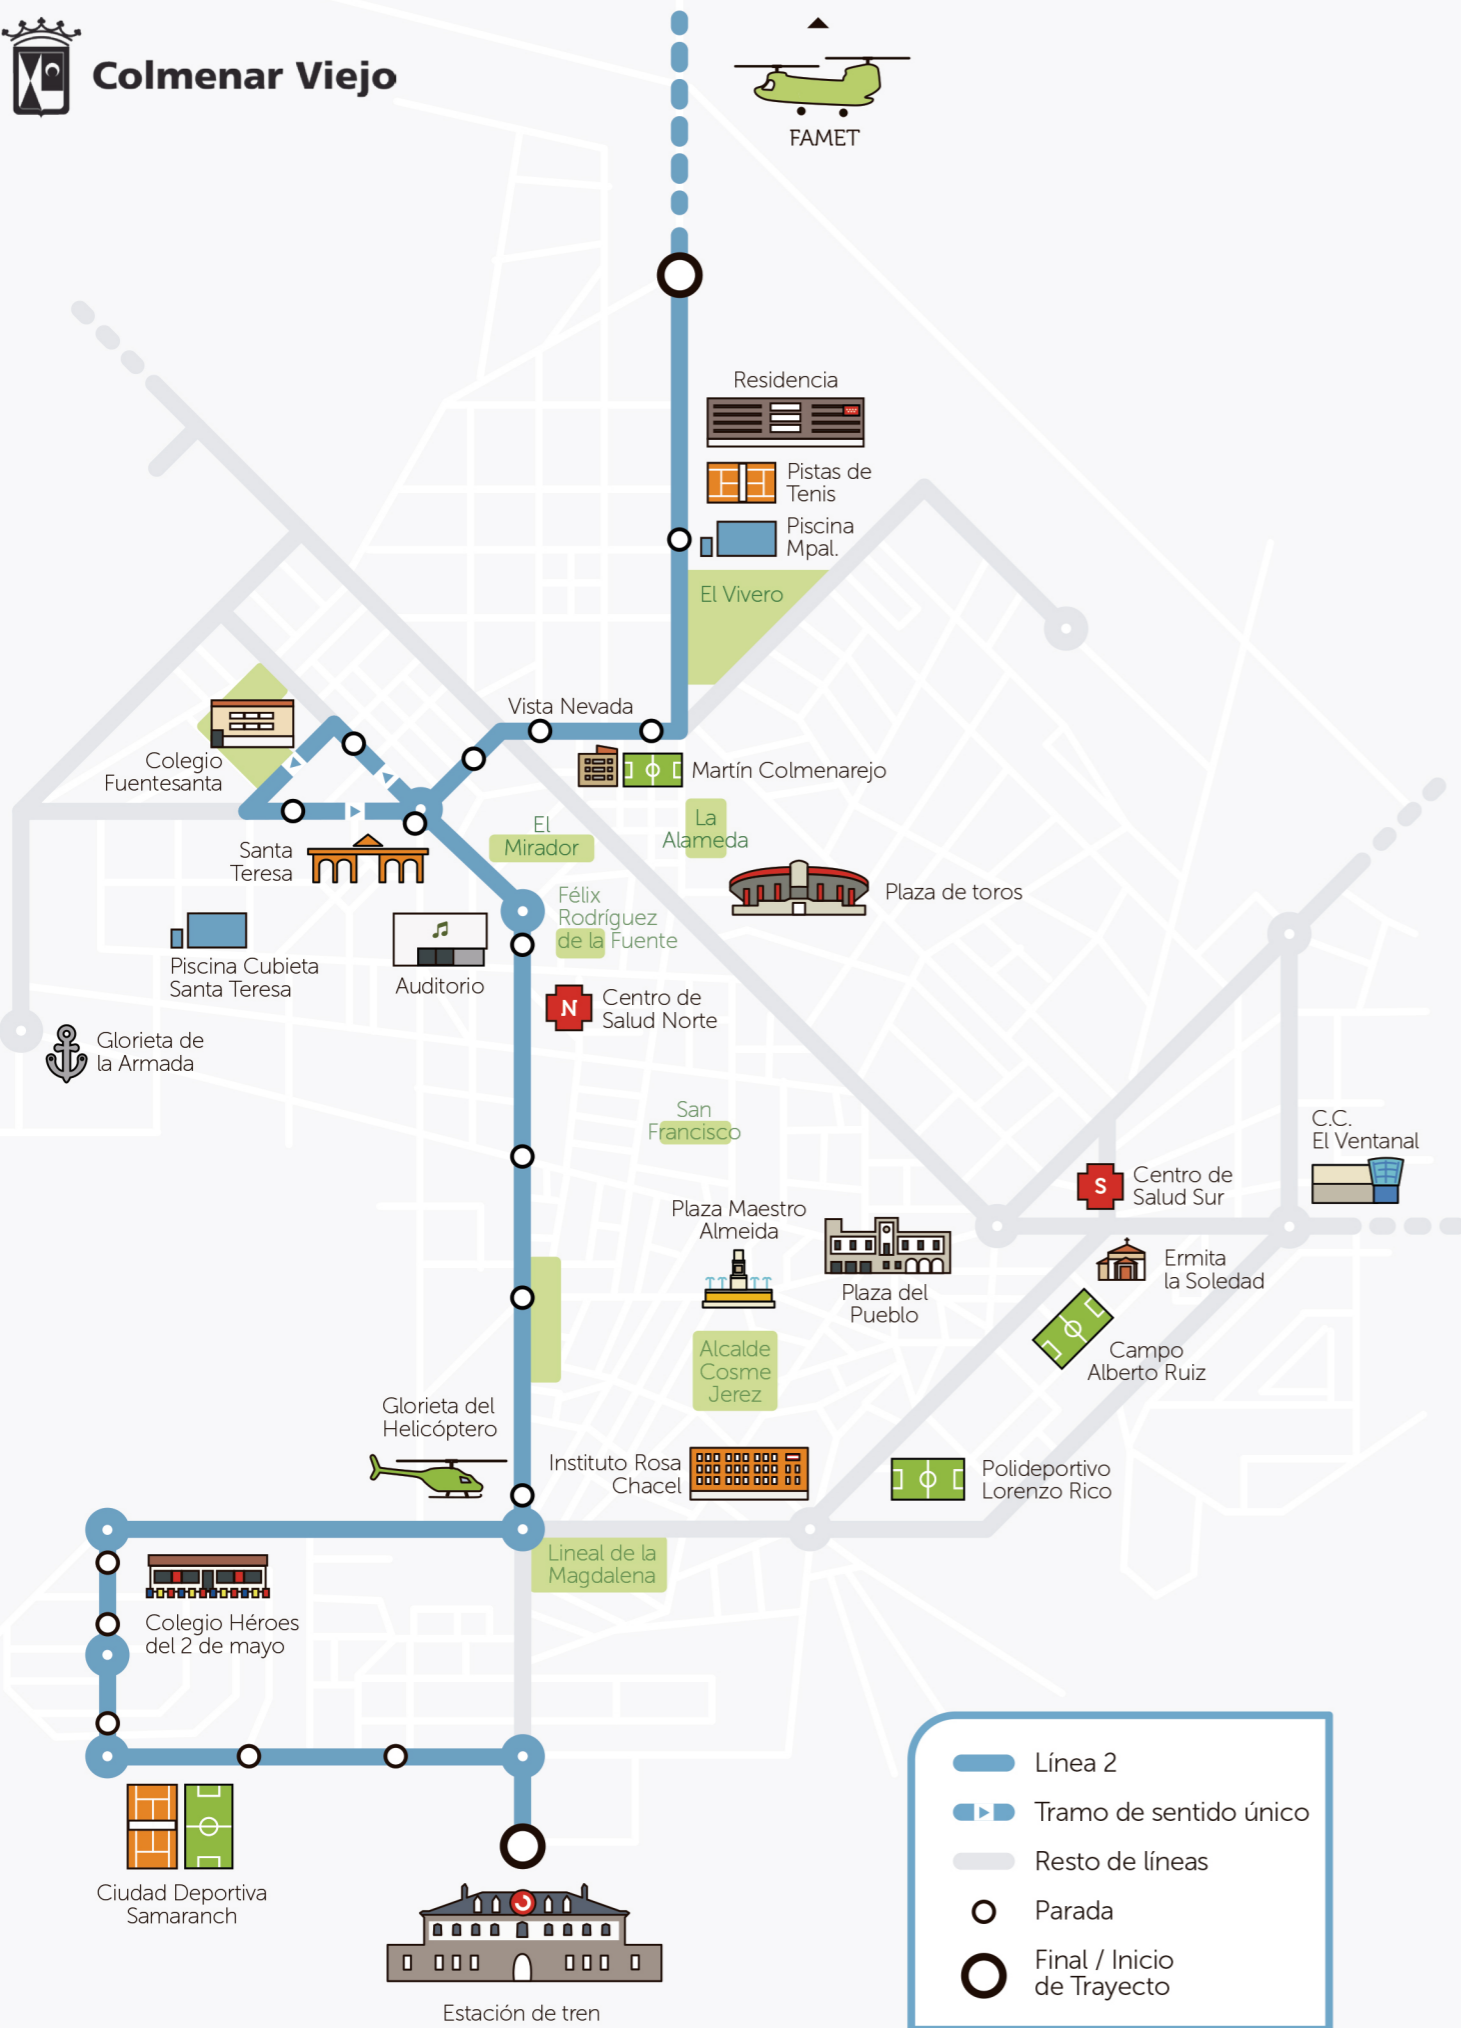 Colmenar Viejo
FAMET
Residencia
Pistas de
Tenis
Piscina
Mpal.
El Vivero
Vista Nevada
Colegio
Fuentesanta
Martín Colmenarejo
El
Mirador
La
Alameda
Santa
Teresa
Plaza de toros
Félix
Rodríguez
de la Fuente
Piscina Cubieta
Santa Teresa
Auditorio
N
Centro de
Salud Norte
Glorieta de
la Armada
San
Francisco
C.C.
El Ventanal
S
Centro de
Salud Sur
Plaza Maestro
Almeida
Plaza del
Pueblo
Ermita
la Soledad
Campo
Alberto Ruiz
Alcalde
Cosme
Jerez
Glorieta del
Helicóptero
Instituto Rosa
Chacel
Polideportivo
Lorenzo Rico
Lineal de la
Magdalena
Colegio Héroes
del 2 de mayo
Ciudad Deportiva
Samaranch
Estación de tren
Línea 2
Tramo de sentido único
Resto de líneas
Parada
Final / Inicio
de Trayecto